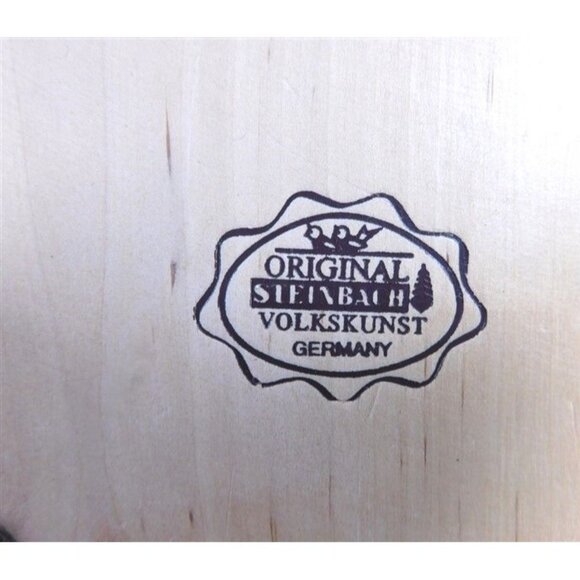 ORIGINAL
STEINBACH
VOLKSKUNST
GERMANY